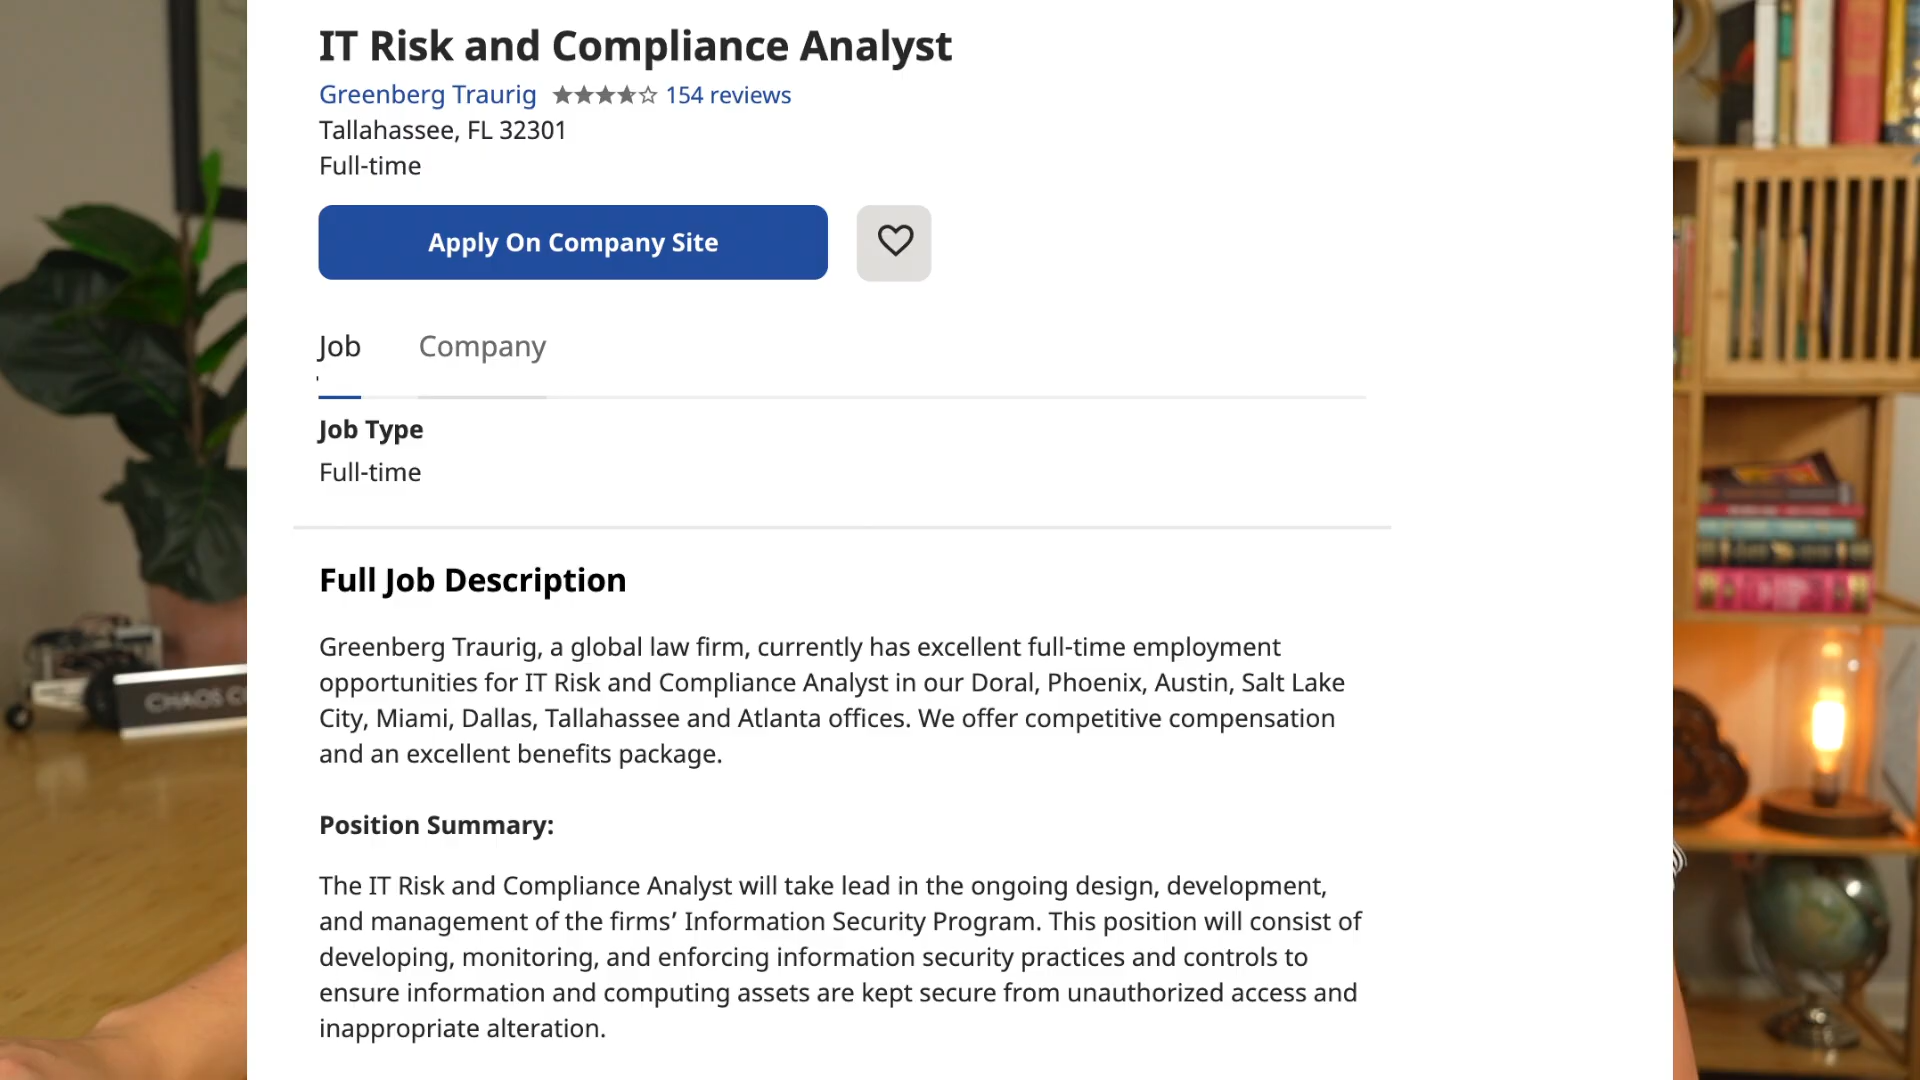 IT Risk and Compliance Analyst
Greenberg Traurig ★★★★☆ 154 reviews
Tallahassee, FL 32301
Full-time
Apply On Company Site
Job Company
Job Type
Full-time
Full Job Description
Greenberg Traurig, a global law firm, currently has excellent full-time employment
opportunities for IT Risk and Compliance Analyst in our Doral, Phoenix, Austin, Salt Lake
City, Miami, Dallas, Tallahassee and Atlanta offices. We offer competitive compensation
and an excellent benefits package.
Position Summary:
The IT Risk and Compliance Analyst will take lead in the ongoing design, development,
and management of the firms’ Information Security Program. This position will consist of
developing, monitoring, and enforcing information security practices and controls to
ensure information and computing assets are kept secure from unauthorized access and
inappropriate alteration.
CHAOS